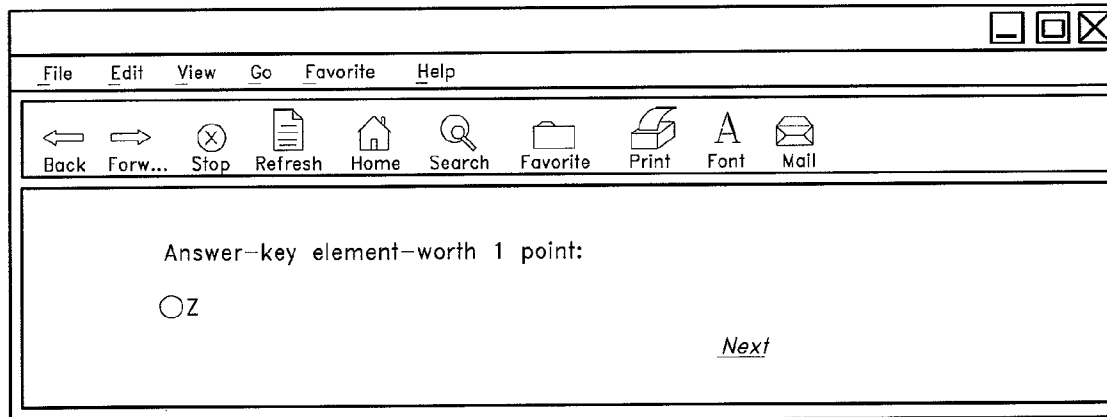 File Edit View Go Favorite Help
Back Forw... Stop Refresh Home Search Favorite Print Font Mail
Answer-key element-worth 1 point:
Z
Next